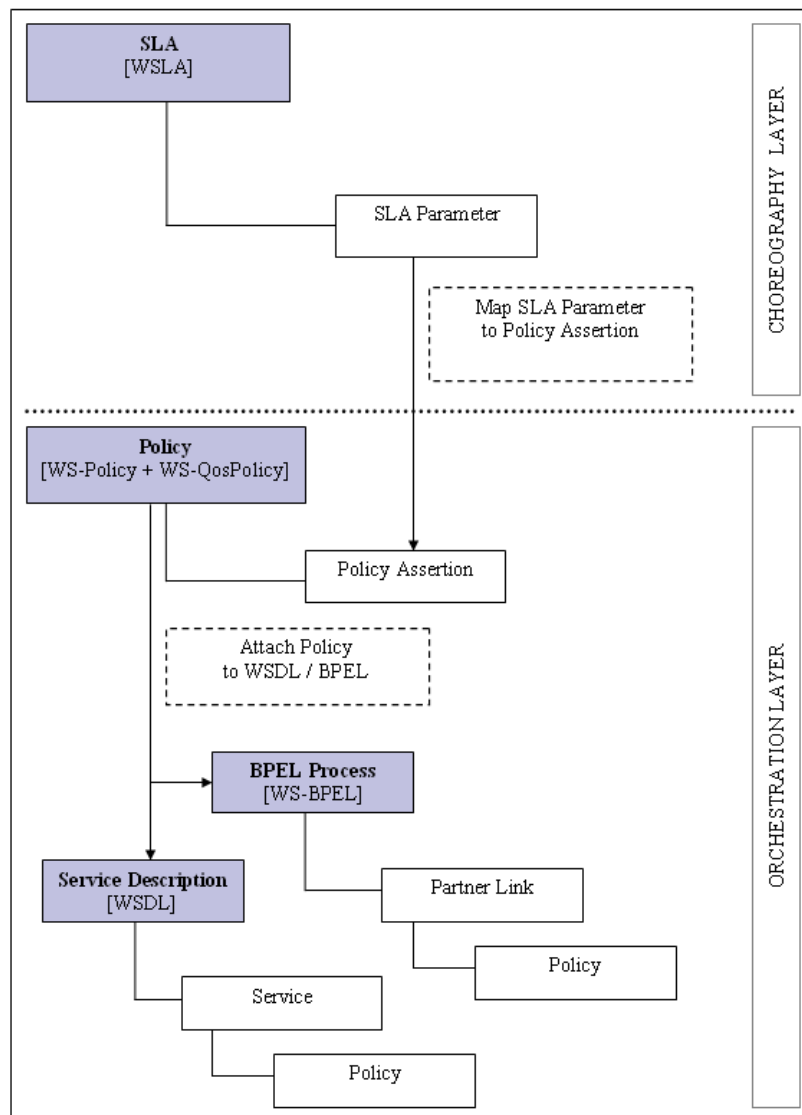 SLA
[WSLA]
SLA Parameter
Map SLA Parameter
to Policy Assertion
CHOREOGRAPHY LAYER
Policy
[WS-Policy + WS-QosPolicy]
Policy Assertion
Attach Policy
to WSDL / BPEL
BPEL Process
[WS-BPEL]
Service Description
[WSDL]
Partner Link
Policy
Service
Policy
ORCHESTRATION LAYER